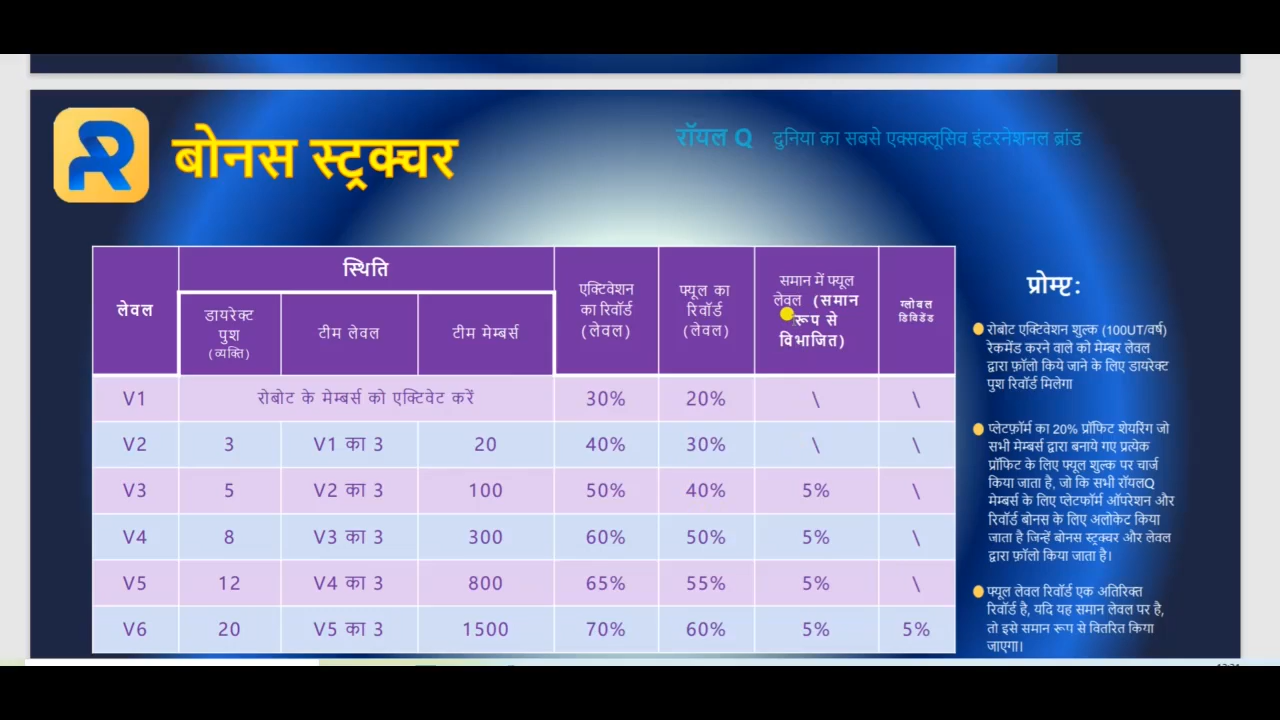 बोनस स्ट्रक्चर
रॉयल Q दुनिया का सबसे एक्सक्लूसिव इंटरनेशनल ब्रांड
लेवल
स्थिति
डायरेक्ट
पुश
(व्यक्ति)
टीम लेवल
टीम मेम्बर्स
एक्टिवेशन
का रिवॉर्ड
(लेवल)
फ्यूल का
रिवॉर्ड
(लेवल)
समान में फ्यूल
लेवल (समान
रूप से
विभाजित)
ग्लोबल
डिविडेंड
V1 रोबोट के मेम्बर्स को एक्टिवेट करें 30% 20% \ \
V2 3 V1 का 3 20 40% 30% \ \
V3 5 V2 का 3 100 50% 40% 5% \
V4 8 V3 का 3 300 60% 50% 5% \
V5 12 V4 का 3 800 65% 55% 5% \
V6 20 V5 का 3 1500 70% 60% 5% 5%
प्रोम्प्ट:
रोबोट एक्टिवेशन शुल्क (100UT/वर्ष)
रेकमेंड करने वाले को मेम्बर लेवल
द्वारा फ़ॉलो किये जाने के लिए डायरेक्ट
पुश रिवॉर्ड मिलेगा
प्लेटफ़ॉर्म का 20% प्रॉफिट शेयरिंग जो
सभी मेम्बर्स द्वारा बनाये गए प्रत्येक
प्रॉफिट के लिए फ्यूल शुल्क पर चार्ज
किया जाता है, जो कि सभी रॉयलQ
मेम्बर्स के लिए प्लेटफॉर्म ऑपरेशन और
रिवॉर्ड बोनस के लिए अलोकेट किया
जाता है जिन्हें बोनस स्ट्रक्चर और लेवल
द्वारा फ़ॉलो किया जाता है।
फ्यूल लेवल रिवॉर्ड एक अतिरिक्त
रिवॉर्ड है, यदि यह समान लेवल पर है,
तो इसे समान रूप से वितरित किया
जाएगा।